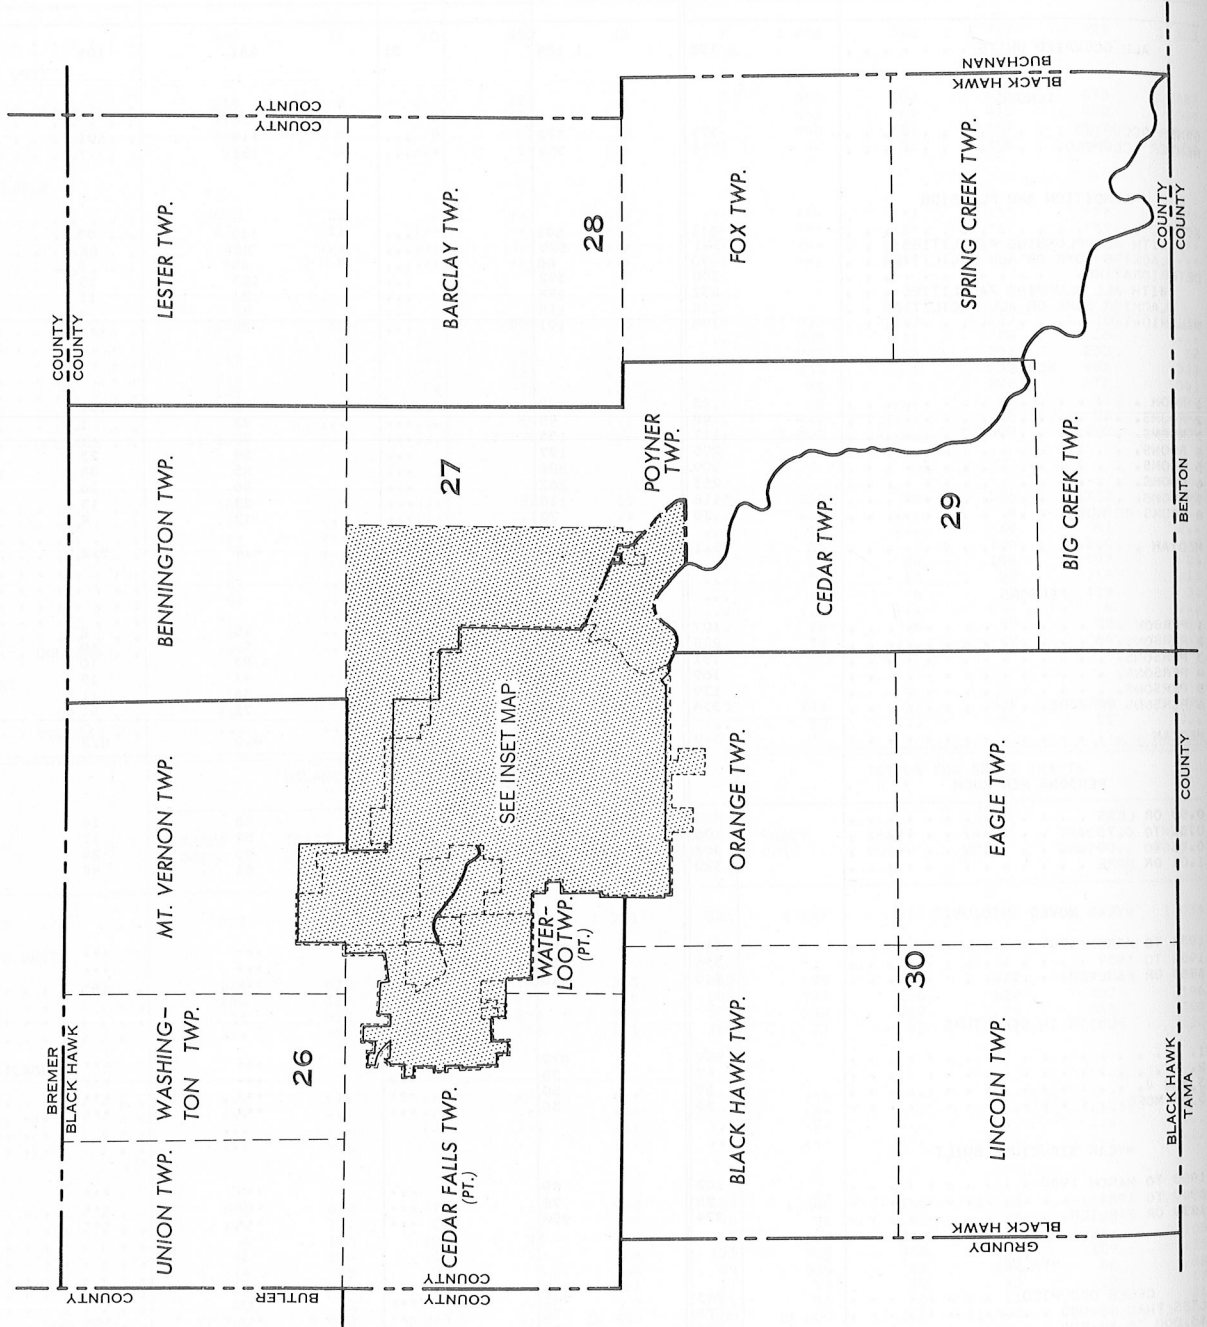 BREMER
BLACK HAWK
COUNTY
COUNTY
BUTLER
COUNTY
COUNTY
COUNTY
GRUNDY
BLACK HAWK
BLACK HAWK
TAMA
COUNTY
BENTON
COUNTY
COUNTY
BLACK HAWK
BUCHANAN
COUNTY
COUNTY
UNION TWP.
WASHING-
TON TWP.
MT. VERNON TWP.
BENNINGTON TWP.
LESTER TWP.
26
27
28
CEDAR FALLS TWP.
(PT.)
WATER-
LOO TWP.
(PT.)
SEE INSET MAP
POYNER
TWP.
BARCLAY TWP.
BLACK HAWK TWP.
ORANGE TWP.
CEDAR TWP.
FOX TWP.
30
29
LINCOLN TWP.
EAGLE TWP.
BIG CREEK TWP.
SPRING CREEK TWP.